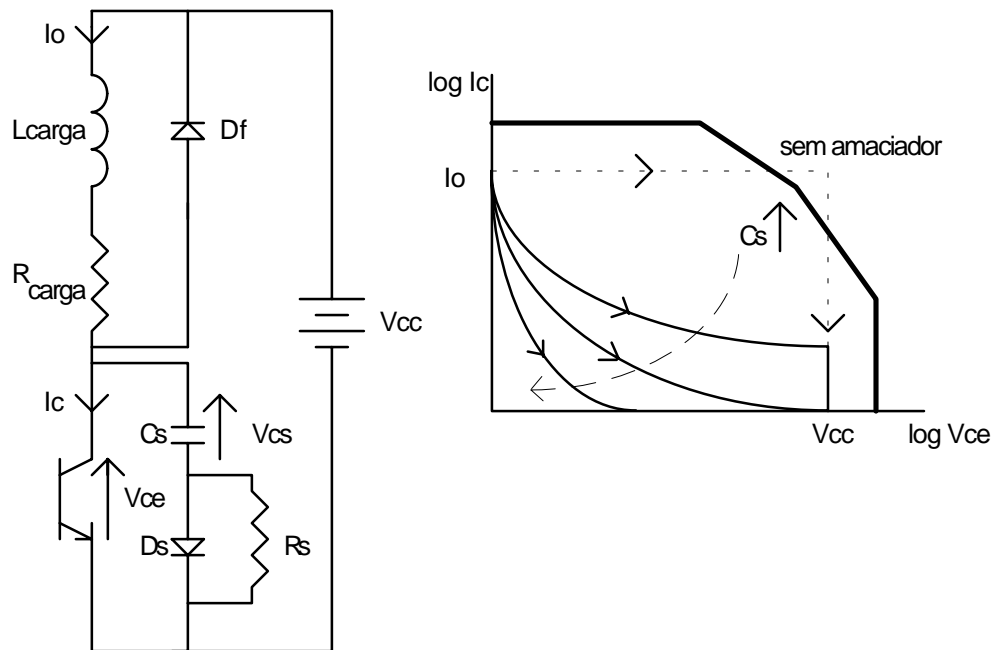 Io
Lcarga
Df
R
carga
Vcc
Ic
Cs
Vcs
Vce
Ds
Rs
log Ic
sem amaciador
Io
Cs
Vcc
log Vce